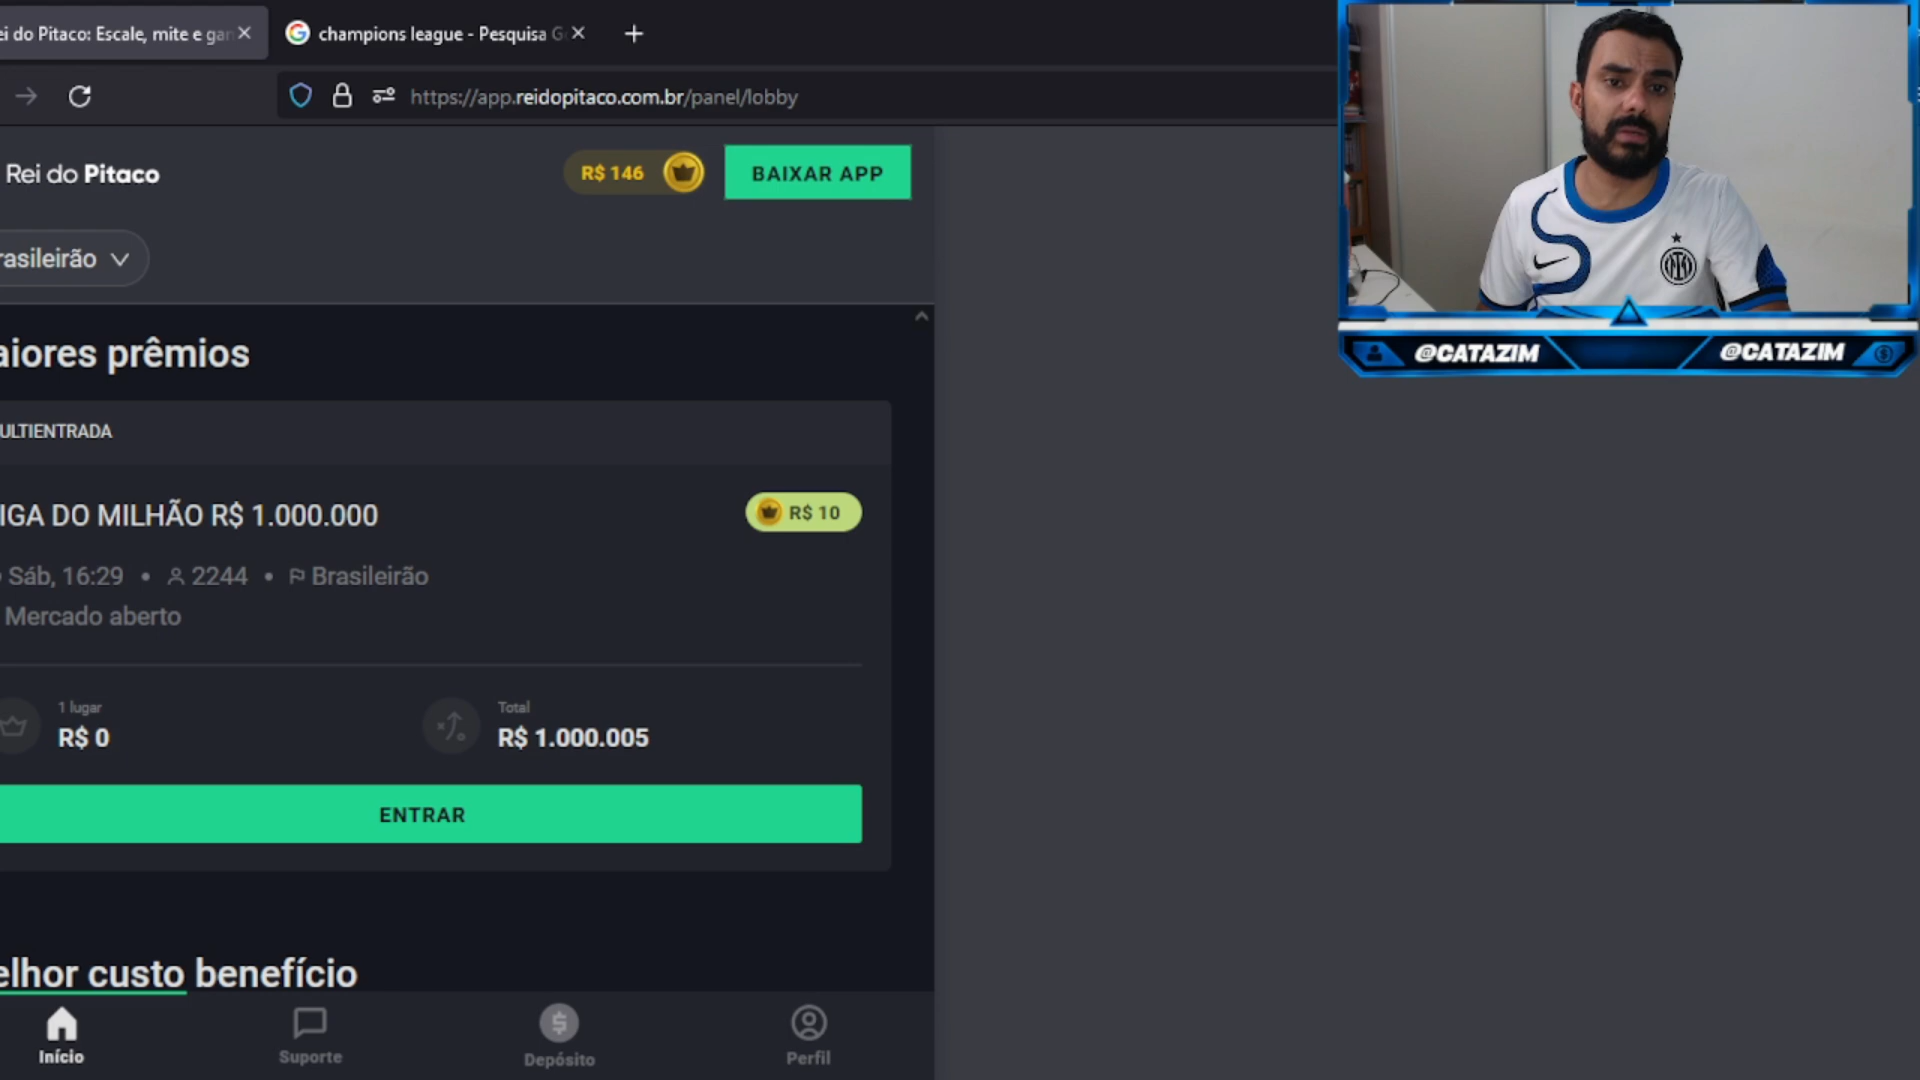 ei do Pitaco: Escale, mite e gan
champions league - Pesquisa G
https://app.reidopitaco.com.br/panel/lobby
Rei do Pitaco
R$ 146
BAIXAR APP
rasileirão
aiores prêmios
ULTIENTRADA
IGA DO MILHÃO R$ 1.000.000
R$ 10
Sáb, 16:29 • 2244 • Brasileirão
Mercado aberto
1 lugar
R$ 0
Total
R$ 1.000.005
ENTRAR
elhor custo benefício
Início
Suporte
Depósito
Perfil
@CATAZIM
@CATAZIM